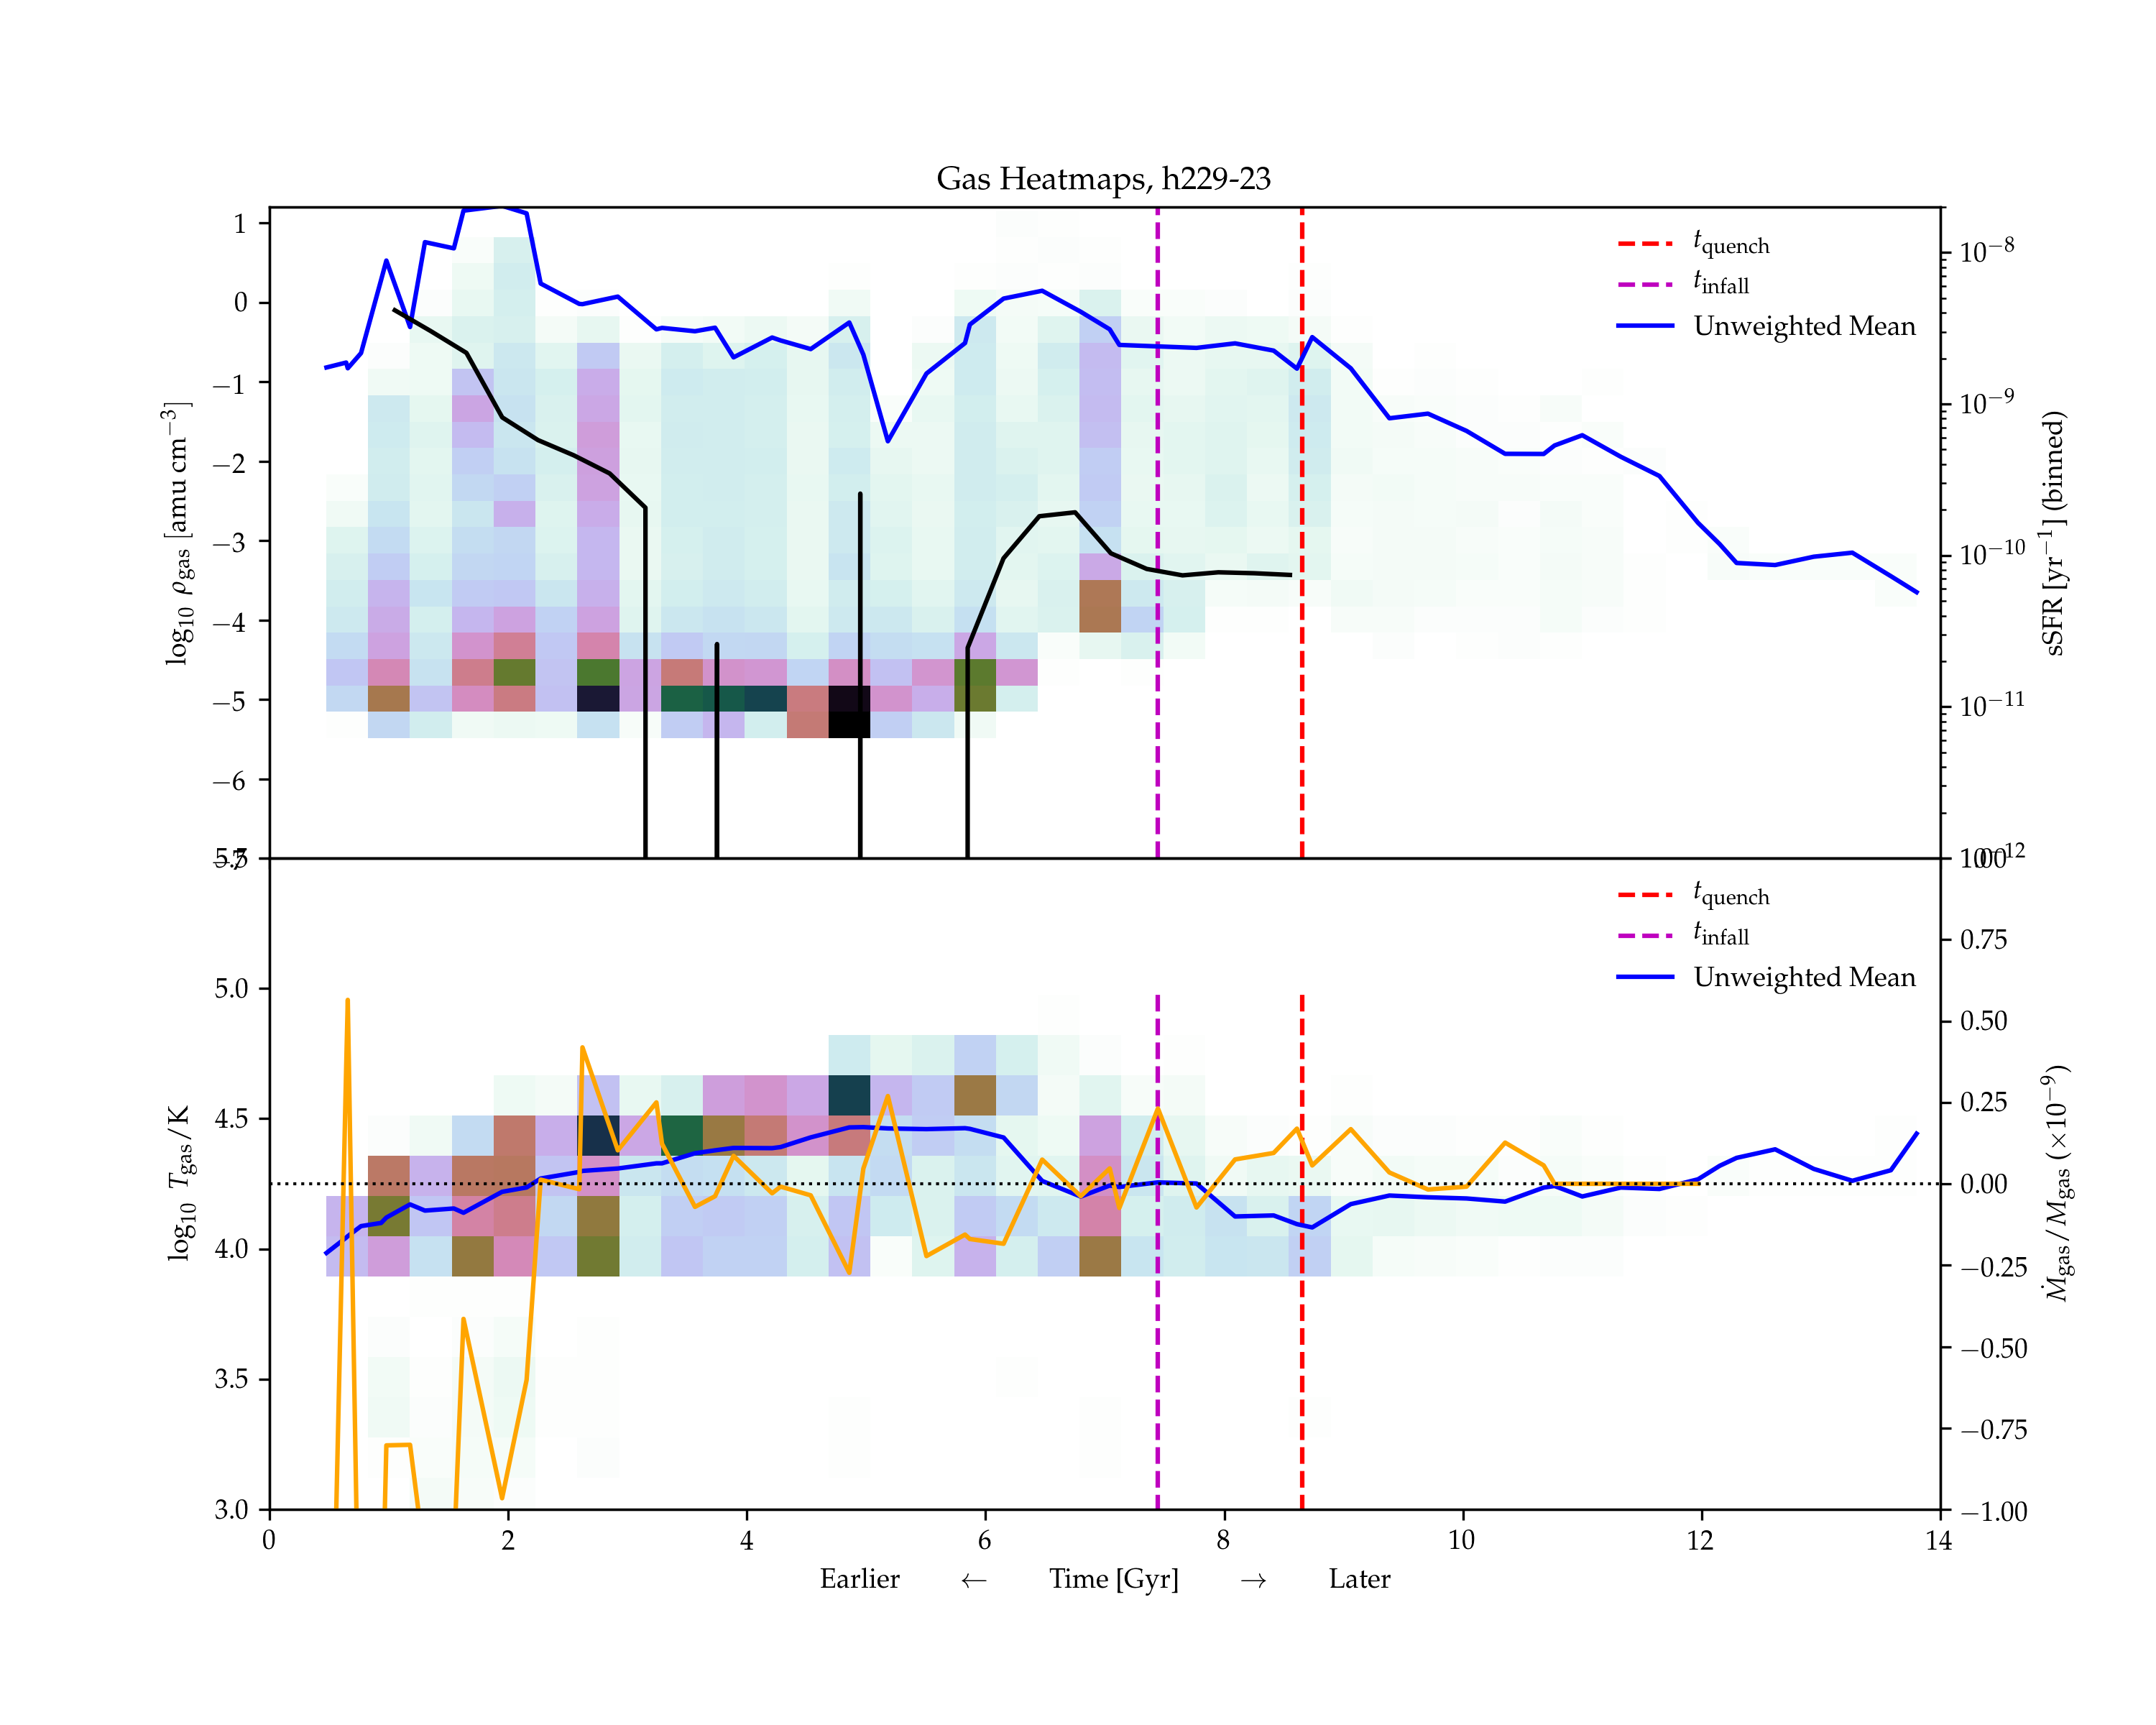 Gas Heatmaps, h229-23
1
0
−1
−2
−3
−4
−5
−6
log₁₀ ρgas [amu cm⁻³]
10⁻⁸
10⁻⁹
10⁻¹⁰
10⁻¹¹
10⁻¹²
sSFR [yr⁻¹] (binned)
tquench
tinfall
Unweighted Mean
5.0
4.5
4.0
3.5
3.0
log₁₀ Tgas/K
1.00
0.75
0.50
0.25
0.00
−0.25
−0.50
−0.75
−1.00
Ṁgas/Mgas (×10⁻⁹)
tquench
tinfall
Unweighted Mean
0 2 4 6 8 10 12 14
Earlier ← Time [Gyr] → Later